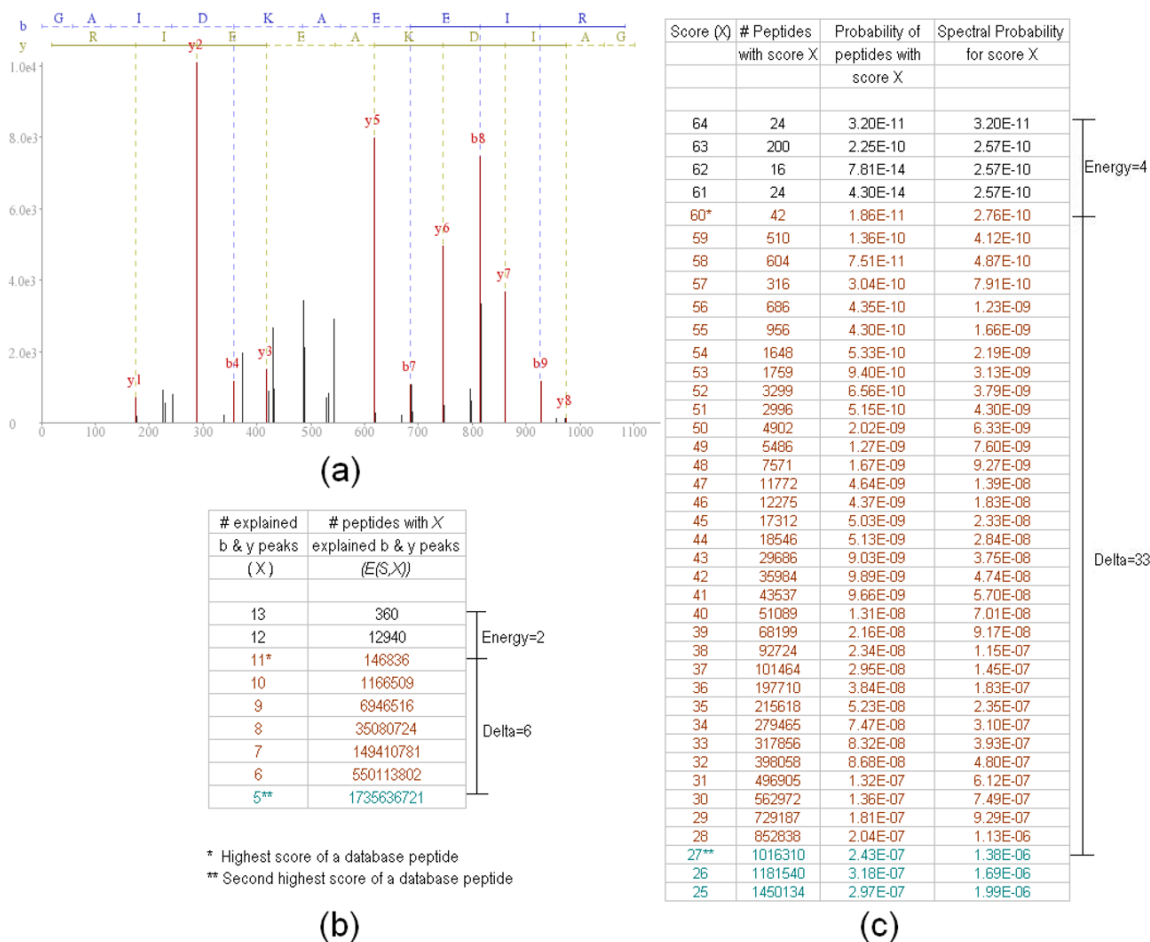 b G A I D K A E E I R
y R I E E A K D I A G
y2
1.0e4
y5
b8
8.0e3
6.0e3
y6
y7
4.0e3
2.0e3
y1 b4 y3 b7 b9 y8
0
0 100 200 300 400 500 600 700 800 900 1000 1100
(a)
# explained # peptides with X
b & y peaks explained b & y peaks
( X ) (E(S,X))
13 360
12 12940
11* 146836
10 1166509
9 6946516
8 35080724
7 149410781
6 550113802
5** 1735636721
Energy=2
Delta=6
* Highest score of a database peptide
** Second highest score of a database peptide
(b)
Score (X) # Peptides Probability of Spectral Probability
with score X peptides with for score X
score X
64 24 3.20E-11 3.20E-11
63 200 2.25E-10 2.57E-10
62 16 7.81E-14 2.57E-10
61 24 4.30E-14 2.57E-10
60* 42 1.86E-11 2.76E-10
59 510 1.36E-10 4.12E-10
58 604 7.51E-11 4.87E-10
57 316 3.04E-10 7.91E-10
56 686 4.35E-10 1.23E-09
55 956 4.30E-10 1.66E-09
54 1648 5.33E-10 2.19E-09
53 1759 9.40E-10 3.13E-09
52 3299 6.56E-10 3.79E-09
51 2996 5.15E-10 4.30E-09
50 4902 2.02E-09 6.33E-09
49 5486 1.27E-09 7.60E-09
48 7571 1.67E-09 9.27E-09
47 11772 4.64E-09 1.39E-08
46 12275 4.37E-09 1.83E-08
45 17312 5.03E-09 2.33E-08
44 18546 5.13E-09 2.84E-08
43 29686 9.03E-09 3.75E-08
42 35984 9.89E-09 4.74E-08
41 43537 9.66E-09 5.70E-08
40 51089 1.31E-08 7.01E-08
39 68199 2.16E-08 9.17E-08
38 92724 2.34E-08 1.15E-07
37 101464 2.95E-08 1.45E-07
36 197710 3.84E-08 1.83E-07
35 215618 5.23E-08 2.35E-07
34 279465 7.47E-08 3.10E-07
33 317856 8.32E-08 3.93E-07
32 398058 8.68E-08 4.80E-07
31 496905 1.32E-07 6.12E-07
30 562972 1.36E-07 7.49E-07
29 729187 1.81E-07 9.29E-07
28 852838 2.04E-07 1.13E-06
27** 1016310 2.43E-07 1.38E-06
26 1181540 3.18E-07 1.69E-06
25 1450134 2.97E-07 1.99E-06
Energy=4
Delta=33
(c)